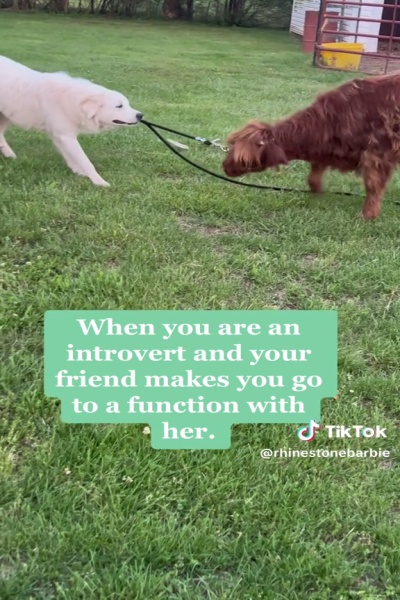 When you are an
introvert and your
friend makes you go
to a function with
her.
TikTok
@rhinestonebarbie